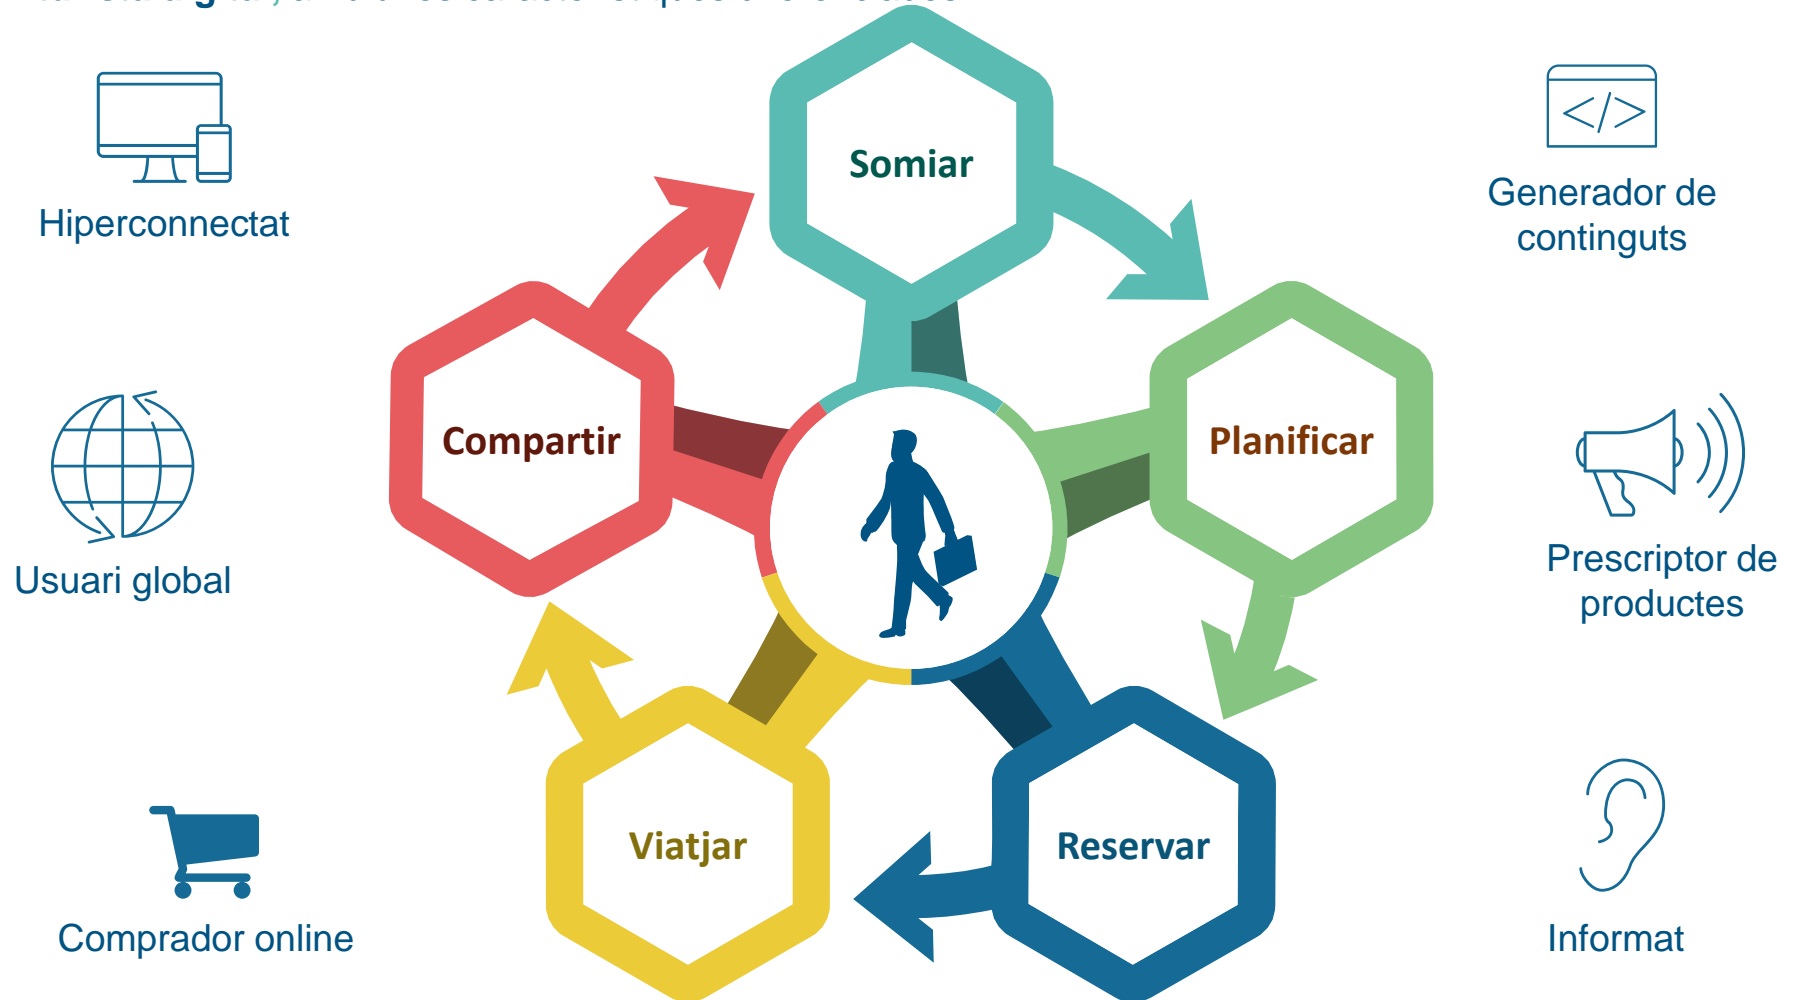 Somiar
Hiperconnectat
Generador de
continguts
Compartir
Planificar
Usuari global
Prescriptor de
productes
Viatjar
Reservar
Comprador online
Informat